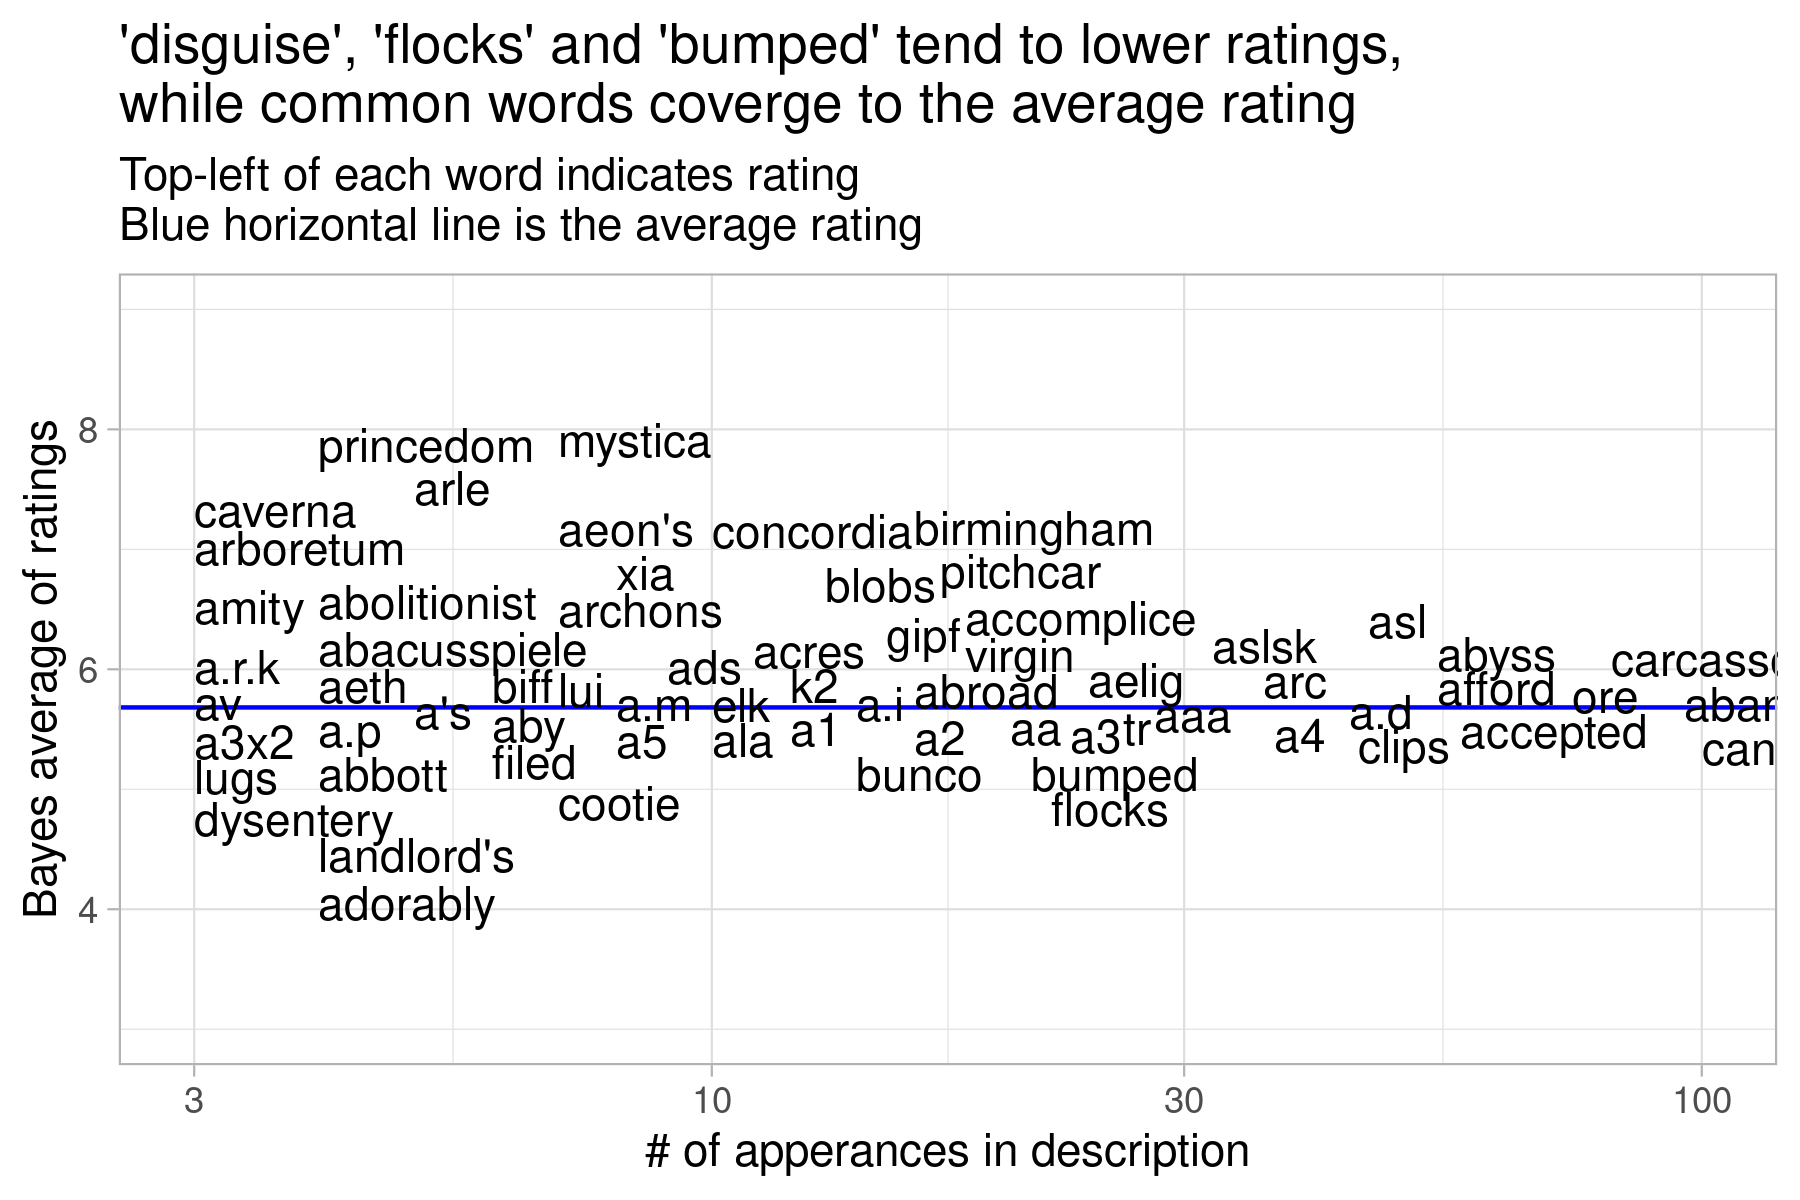 'disguise', 'flocks' and 'bumped' tend to lower ratings,
while common words coverge to the average rating
Top-left of each word indicates rating
Blue horizontal line is the average rating
Bayes average of ratings
8
6
4
princedom
mystica
arle
caverna
aeon's
concordia
birmingham
arboretum
xia
blobs
pitchcar
amity
abolitionist
archons
accomplice
asl
gipf
abacusspiele
acres
virgin
aslsk
abyss
carcasso
a.r.k
ads
aeth
biff
lui
k2
abroad
aelig
arc
afford
ore
av
a's
a.m
elk
a.i
aaa
a.d
aban
a.p
aby
a1
aa
a3x2
a5
ala
a2
a3
tr
a4
clips
accepted
can
filed
lugs
abbott
bunco
bumped
cootie
flocks
dysentery
landlord's
adorably
3
10
30
100
# of apperances in description